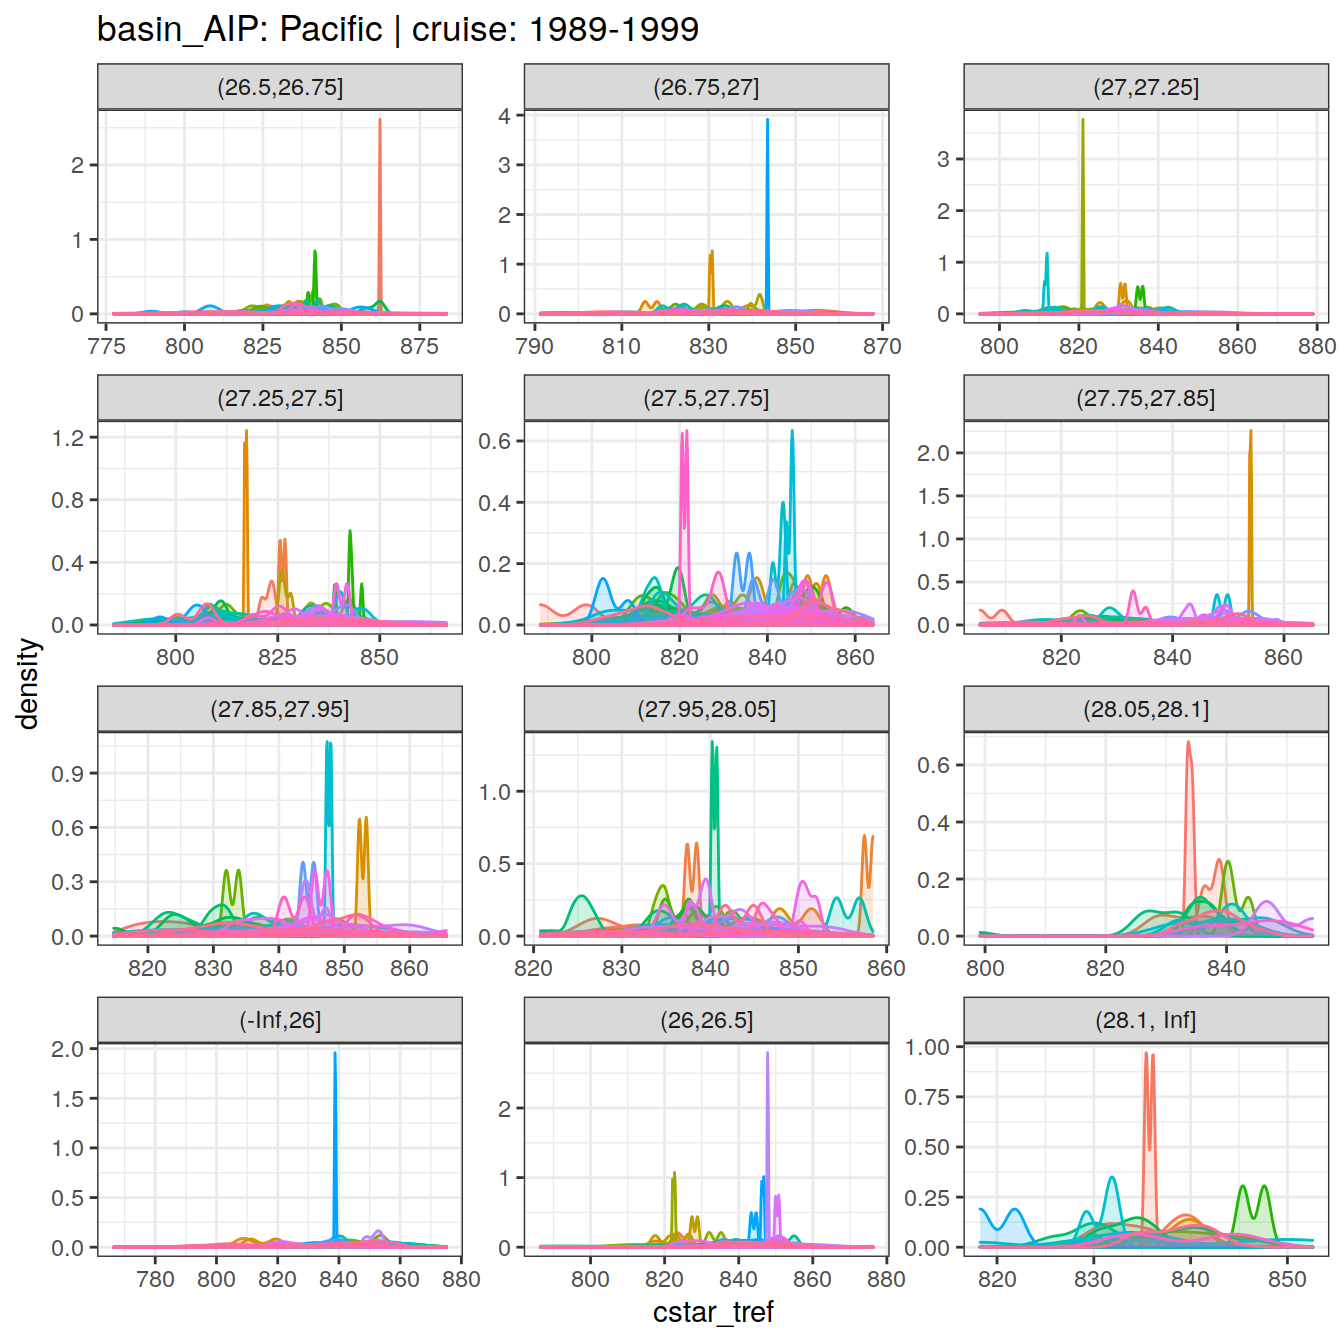 basin_AIP: Pacific | cruise: 1989-1999
(26.5,26.75] (26.75,27] (27,27.25]
2 1 0
775 800 825 850 875
4 3 2 1 0
790 810 830 850 870
3 2 1 0
800 820 840 860 880
(27.25,27.5] (27.5,27.75] (27.75,27.85]
1.2 0.8 0.4 0.0
800 825 850
0.6 0.4 0.2 0.0
800 820 840 860
2.0 1.5 1.0 0.5 0.0
820 840 860
density
(27.85,27.95] (27.95,28.05] (28.05,28.1]
0.9 0.6 0.3 0.0
820 830 840 850 860
1.0 0.5 0.0
820 830 840 850 860
0.6 0.4 0.2 0.0
800 820 840
(-Inf,26] (26,26.5] (28.1, Inf]
2.0 1.5 1.0 0.5 0.0
780 800 820 840 860 880
2 1 0
800 820 840 860 880
1.00 0.75 0.50 0.25 0.00
820 830 840 850
cstar_tref